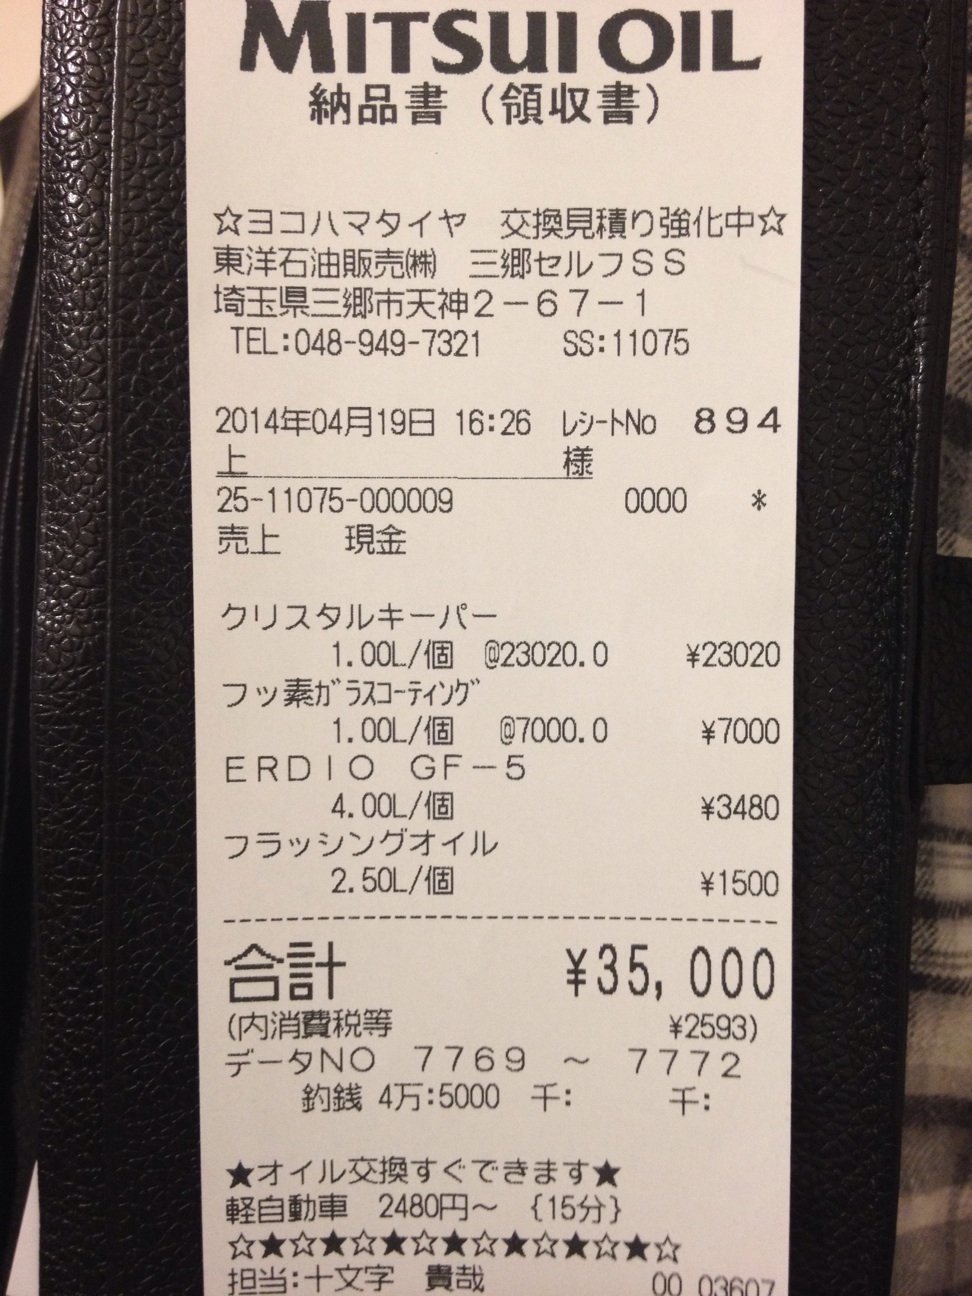 MITSUI OIL
納品書（領収書）
☆ヨコハマタイヤ　交換見積り強化中☆
東洋石油販売㈱　三郷セルフＳＳ
埼玉県三郷市天神２－６７－１
TEL:048-949-7321　SS:11075
2014年04月19日 16:26　ﾚｼｰﾄNo　８９４
上　様
25-11075-000009　0000　*
売上　現金
クリスタルキーパー
1.00L/個　@23020.0　¥23020
フッ素ｶﾞﾗｽｺｰﾃｨﾝｸﾞ
1.00L/個　@7000.0　¥7000
ＥＲＤＩＯ　ＧＦ－５
4.00L/個　¥3480
フラッシングオイル
2.50L/個　¥1500
合計　¥35,000
(内消費税等　¥2593)
データＮＯ　７７６９　～　７７７２
釣銭 4万:5000　千:　千:
★オイル交換すぐできます★
軽自動車　2480円～　{15分}
☆★☆★☆★☆★☆★☆★☆★☆
担当:十文字　貴哉　00 03607